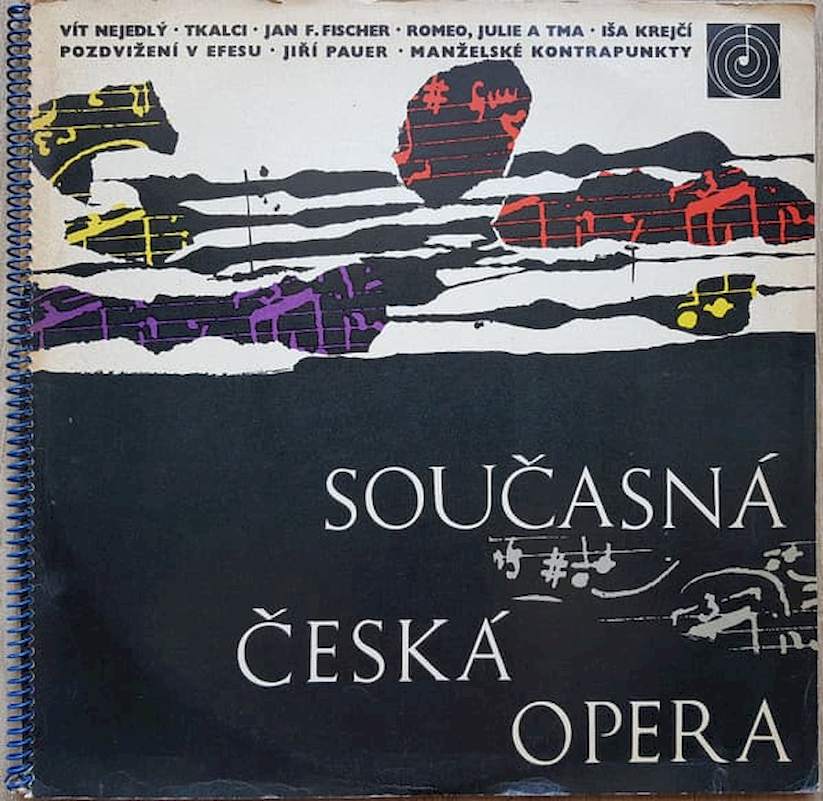 VÍT NEJEDLÝ · TKALCI · JAN F. FISCHER · ROMEO, JULIE A TMA · IŠA KREJČÍ
POZDVIŽENÍ V EFESU · JIŘÍ PAUER · MANŽELSKÉ KONTRAPUNKTY
SOUČASNÁ
ČESKÁ
OPERA